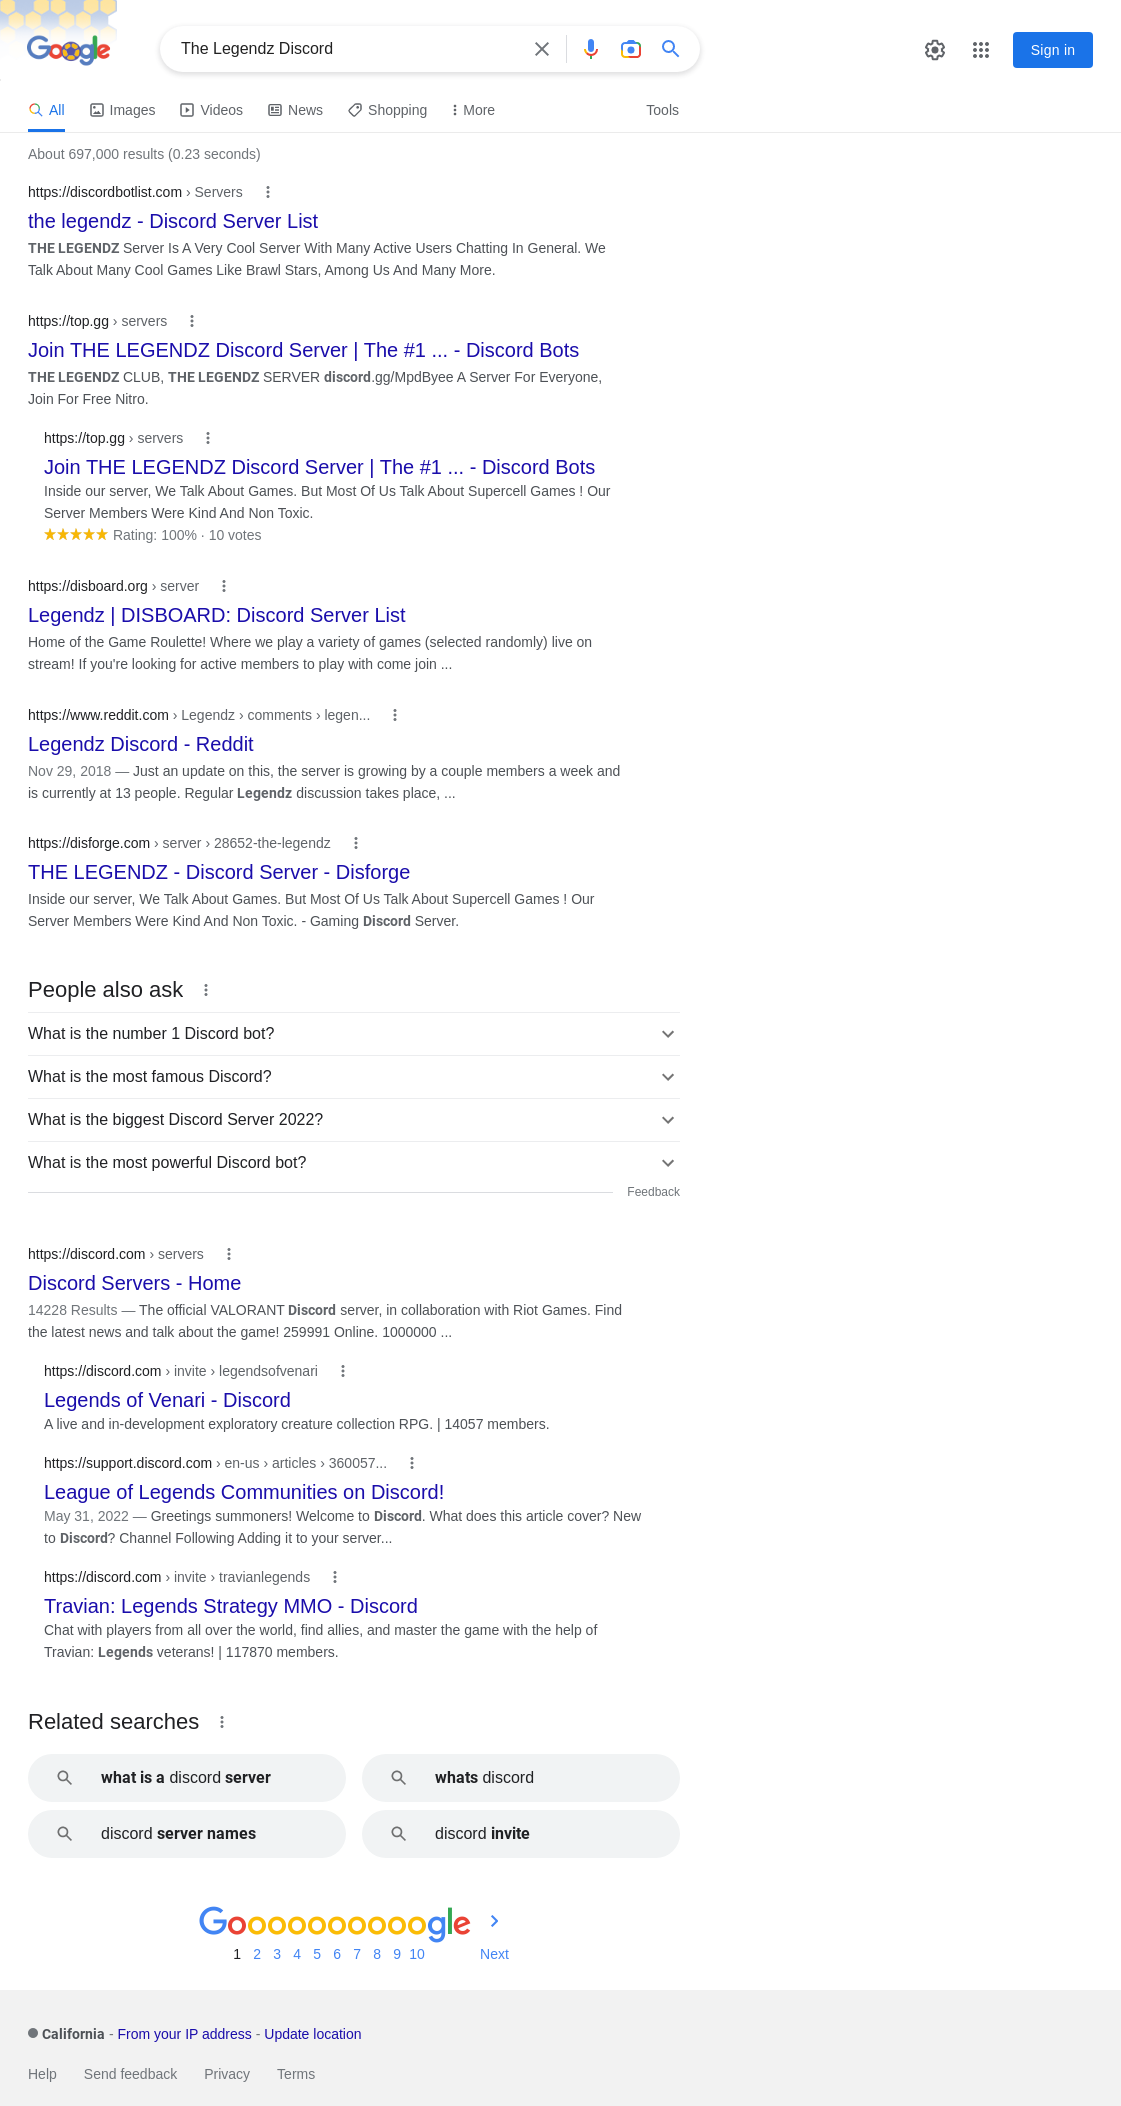 Google
The Legendz Discord
Sign in
All
Images
Videos
News
Shopping
More
Tools
About 697,000 results (0.23 seconds)
https://discordbotlist.com › Servers
the legendz - Discord Server List
THE LEGENDZ Server Is A Very Cool Server With Many Active Users Chatting In General. We
Talk About Many Cool Games Like Brawl Stars, Among Us And Many More.
https://top.gg › servers
Join THE LEGENDZ Discord Server | The #1 ... - Discord Bots
THE LEGENDZ CLUB, THE LEGENDZ SERVER discord.gg/MpdByee A Server For Everyone,
Join For Free Nitro.
https://top.gg › servers
Join THE LEGENDZ Discord Server | The #1 ... - Discord Bots
Inside our server, We Talk About Games. But Most Of Us Talk About Supercell Games ! Our
Server Members Were Kind And Non Toxic.
Rating: 100% · 10 votes
https://disboard.org › server
Legendz | DISBOARD: Discord Server List
Home of the Game Roulette! Where we play a variety of games (selected randomly) live on
stream! If you're looking for active members to play with come join ...
https://www.reddit.com › Legendz › comments › legen...
Legendz Discord - Reddit
Nov 29, 2018 — Just an update on this, the server is growing by a couple members a week and
is currently at 13 people. Regular Legendz discussion takes place, ...
https://disforge.com › server › 28652-the-legendz
THE LEGENDZ - Discord Server - Disforge
Inside our server, We Talk About Games. But Most Of Us Talk About Supercell Games ! Our
Server Members Were Kind And Non Toxic. - Gaming Discord Server.
People also ask
What is the number 1 Discord bot?
What is the most famous Discord?
What is the biggest Discord Server 2022?
What is the most powerful Discord bot?
Feedback
https://discord.com › servers
Discord Servers - Home
14228 Results — The official VALORANT Discord server, in collaboration with Riot Games. Find
the latest news and talk about the game! 259991 Online. 1000000 ...
https://discord.com › invite › legendsofvenari
Legends of Venari - Discord
A live and in-development exploratory creature collection RPG. | 14057 members.
https://support.discord.com › en-us › articles › 360057...
League of Legends Communities on Discord!
May 31, 2022 — Greetings summoners! Welcome to Discord. What does this article cover? New
to Discord? Channel Following Adding it to your server...
https://discord.com › invite › travianlegends
Travian: Legends Strategy MMO - Discord
Chat with players from all over the world, find allies, and master the game with the help of
Travian: Legends veterans! | 117870 members.
Related searches
what is a discord server
whats discord
discord server names
discord invite
Goooooooooogle
1 2 3 4 5 6 7 8 9 10 Next
California - From your IP address - Update location
Help Send feedback Privacy Terms